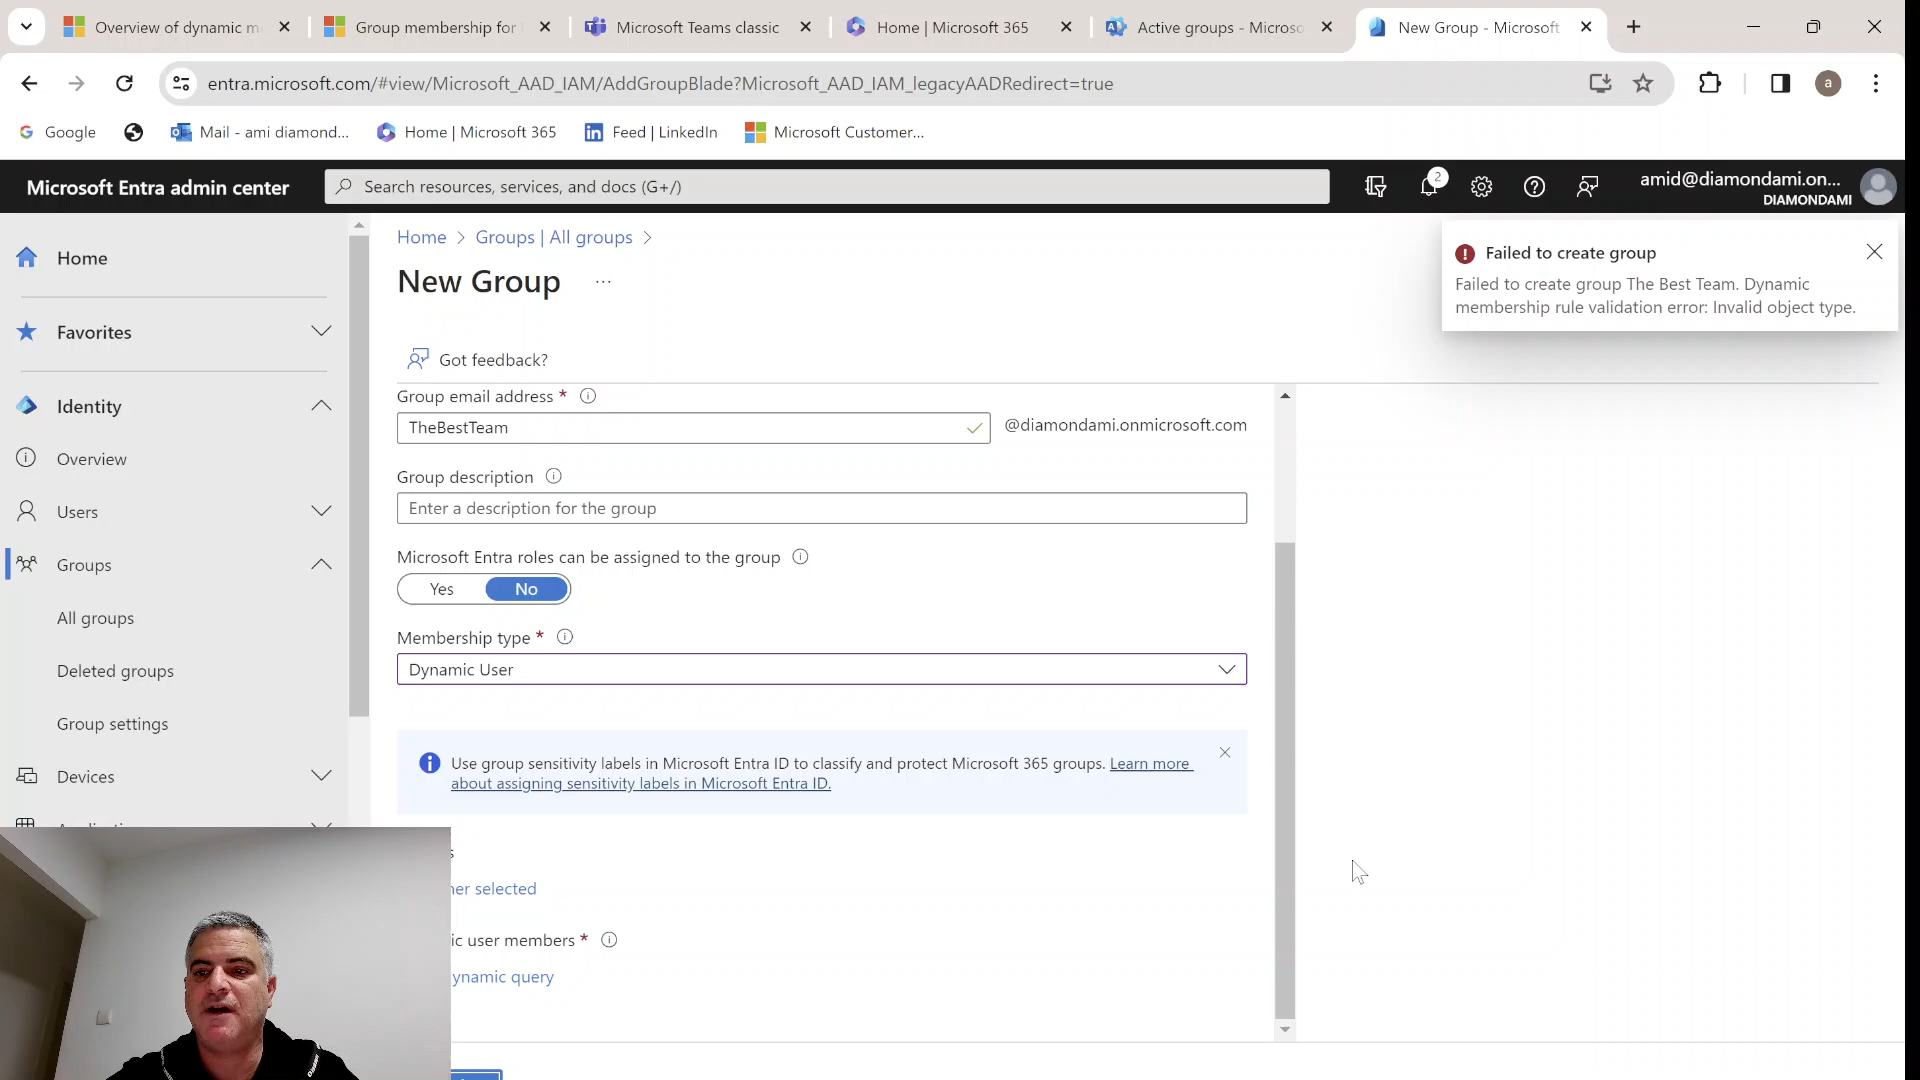 Overview of dynamic m
Group membership for
Microsoft Teams classic
Home | Microsoft 365
Active groups - Microso
New Group - Microsoft
entra.microsoft.com/#view/Microsoft_AAD_IAM/AddGroupBlade?Microsoft_AAD_IAM_legacyAADRedirect=true
a
Google
Mail - ami diamond...
Home | Microsoft 365
Feed | LinkedIn
Microsoft Customer...
Microsoft Entra admin center
Search resources, services, and docs (G+/)
2
amid@diamondami.on...
DIAMONDAMI
Home
Favorites
Identity
Overview
Users
Groups
All groups
Deleted groups
Group settings
Devices
Home > Groups | All groups >
New Group ...
Got feedback?
Group email address *
TheBestTeam
@diamondami.onmicrosoft.com
Group description
Enter a description for the group
Microsoft Entra roles can be assigned to the group
Yes No
Membership type *
Dynamic User
Use group sensitivity labels in Microsoft Entra ID to classify and protect Microsoft 365 groups. Learn more
about assigning sensitivity labels in Microsoft Entra ID.
s
ner selected
ic user members *
ynamic query
Failed to create group
Failed to create group The Best Team. Dynamic
membership rule validation error: Invalid object type.